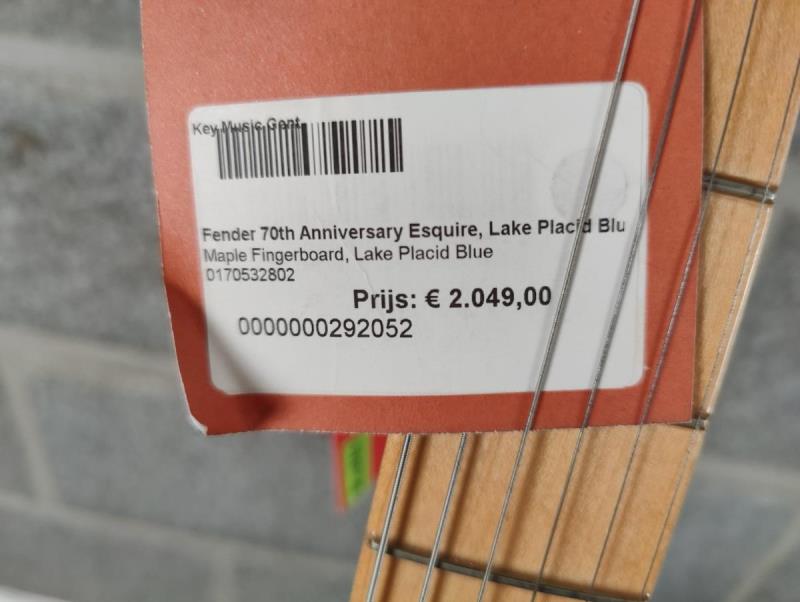 Key Music Gent
Fender 70th Anniversary Esquire, Lake Placid Blu
Maple Fingerboard, Lake Placid Blue
0170532802
Prijs: € 2.049,00
0000000292052